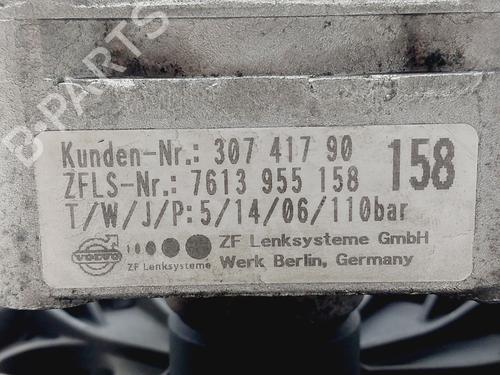 B-PARTS
Kunden-Nr.: 307 417 90
158
ZFLS-Nr.: 7613 955 158
T/W/J/P:5/14/06/110bar
VOLVO
ZF Lenksysteme
ZF Lenksysteme GmbH
Werk Berlin, Germany